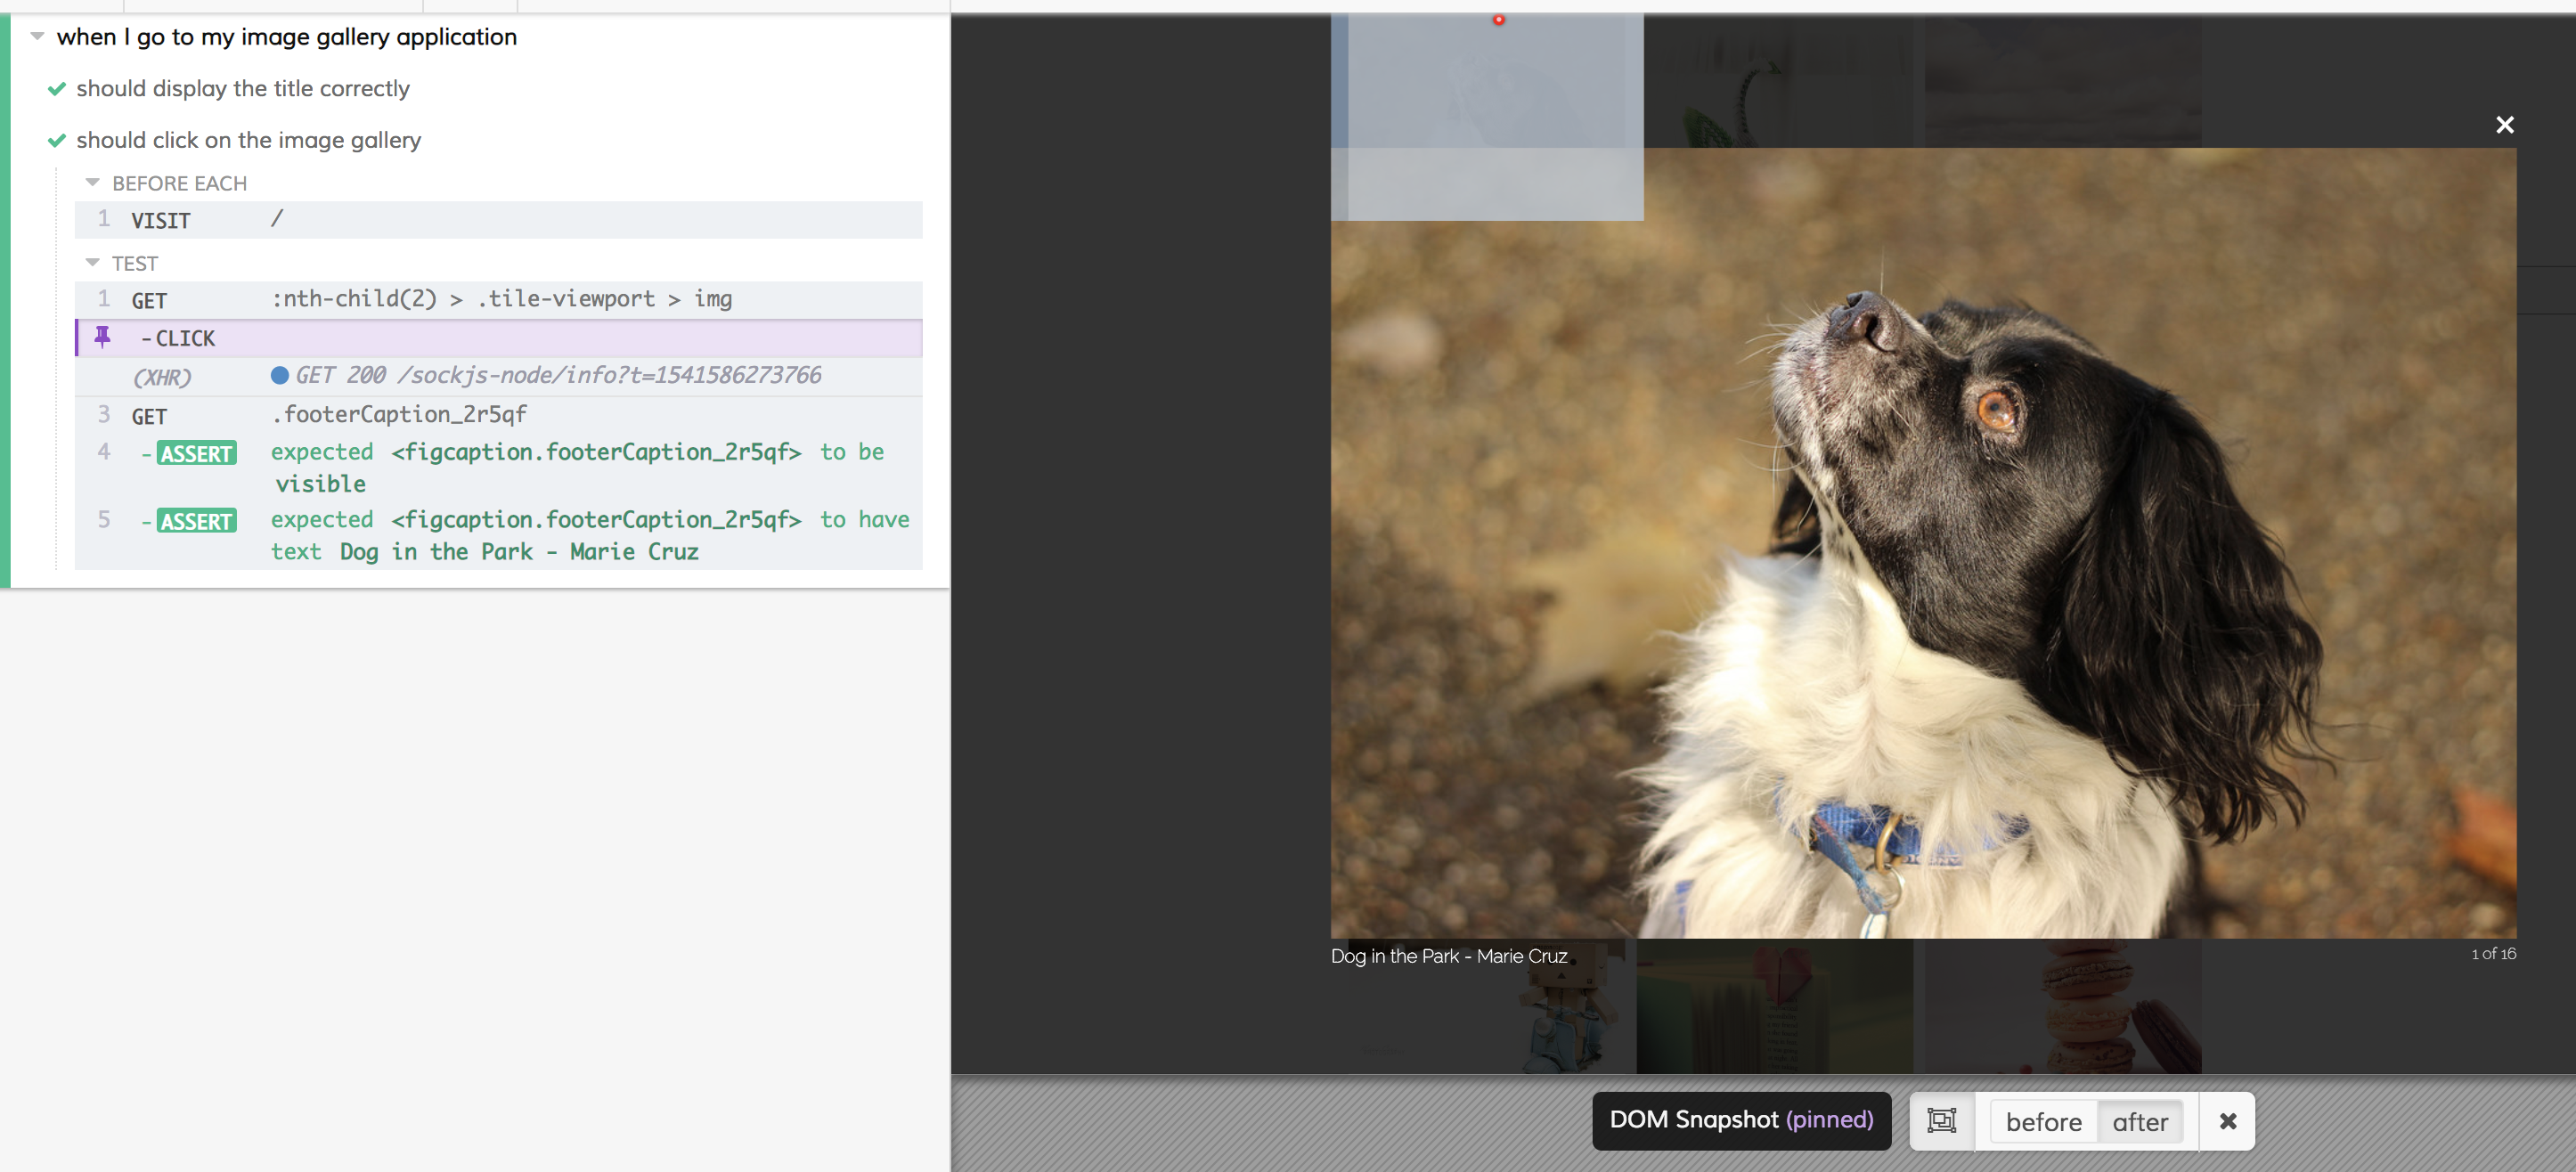 when I go to my image gallery application
should display the title correctly
should click on the image gallery
BEFORE EACH
1 VISIT /
TEST
1 GET :nth-child(2) > .tile-viewport > img
- CLICK
(XHR) GET 200 /sockjs-node/info?t=1541586273766
3 GET .footerCaption_2r5qf
4 - ASSERT expected <figcaption.footerCaption_2r5qf> to be
visible
5 - ASSERT expected <figcaption.footerCaption_2r5qf> to have
text Dog in the Park - Marie Cruz
Dog in the Park - Marie Cruz
1 of 16
DOM Snapshot (pinned)
before after